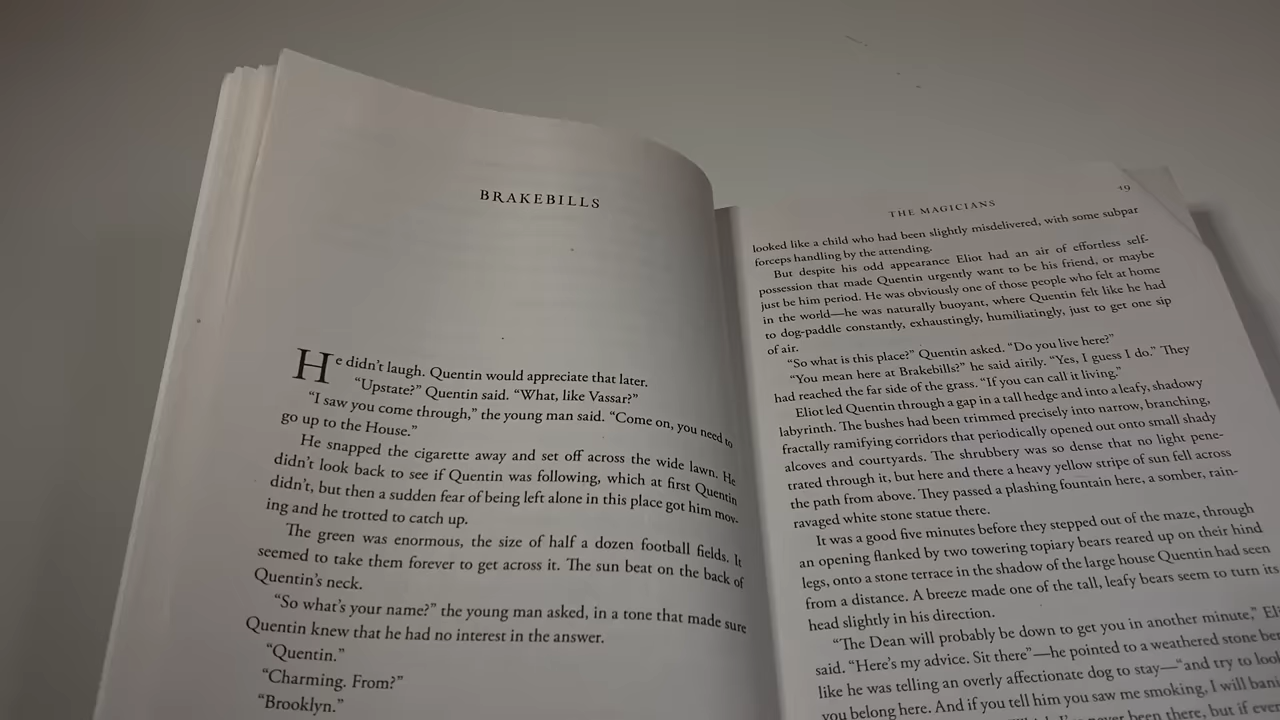 BRAKEBILLS
He didn't laugh. Quentin would appreciate that later.
“Upstate?” Quentin said. “What, like Vassar?”
“I saw you come through,” the young man said. “Come on, you need to
go up to the House.”
He snapped the cigarette away and set off across the wide lawn. He
didn't look back to see if Quentin was following, which at first Quentin
didn't, but then a sudden fear of being left alone in this place got him mov-
ing and he trotted to catch up.
The green was enormous, the size of half a dozen football fields. It
seemed to take them forever to get across it. The sun beat on the back of
Quentin's neck.
“So what's your name?” the young man asked, in a tone that made sure
Quentin knew that he had no interest in the answer.
“Quentin.”
“Charming. From?”
“Brooklyn.”
THE MAGICIANS 19
looked like a child who had been slightly misdelivered, with some subpar
forceps handling by the attending.
But despite his odd appearance Eliot had an air of effortless self-
possession that made Quentin urgently want to be his friend, or maybe
just be him period. He was obviously one of those people who felt at home
in the world—he was naturally buoyant, where Quentin felt like he had
to dog-paddle constantly, exhaustingly, humiliatingly, just to get one sip
of air.
“So what is this place?” Quentin asked. “Do you live here?”
“You mean here at Brakebills?” he said airily. “Yes, I guess I do.” They
had reached the far side of the grass. “If you can call it living.”
Eliot led Quentin through a gap in a tall hedge and into a leafy, shadowy
labyrinth. The bushes had been trimmed precisely into narrow, branching,
fractally ramifying corridors that periodically opened out onto small shady
alcoves and courtyards. The shrubbery was so dense that no light pene-
trated through it, but here and there a heavy yellow stripe of sun fell across
the path from above. They passed a plashing fountain here, a somber, rain-
ravaged white stone statue there.
It was a good five minutes before they stepped out of the maze, through
an opening flanked by two towering topiary bears reared up on their hind
legs, onto a stone terrace in the shadow of the large house Quentin had seen
from a distance. A breeze made one of the tall, leafy bears seem to turn its
head slightly in his direction.
“The Dean will probably be down to get you in another minute,” Eli
said. “Here's my advice. Sit there”—he pointed to a weathered stone ben
like he was telling an overly affectionate dog to stay—“and try to look
you belong here. And if you tell him you saw me smoking, I will bani
never been there, but if ever